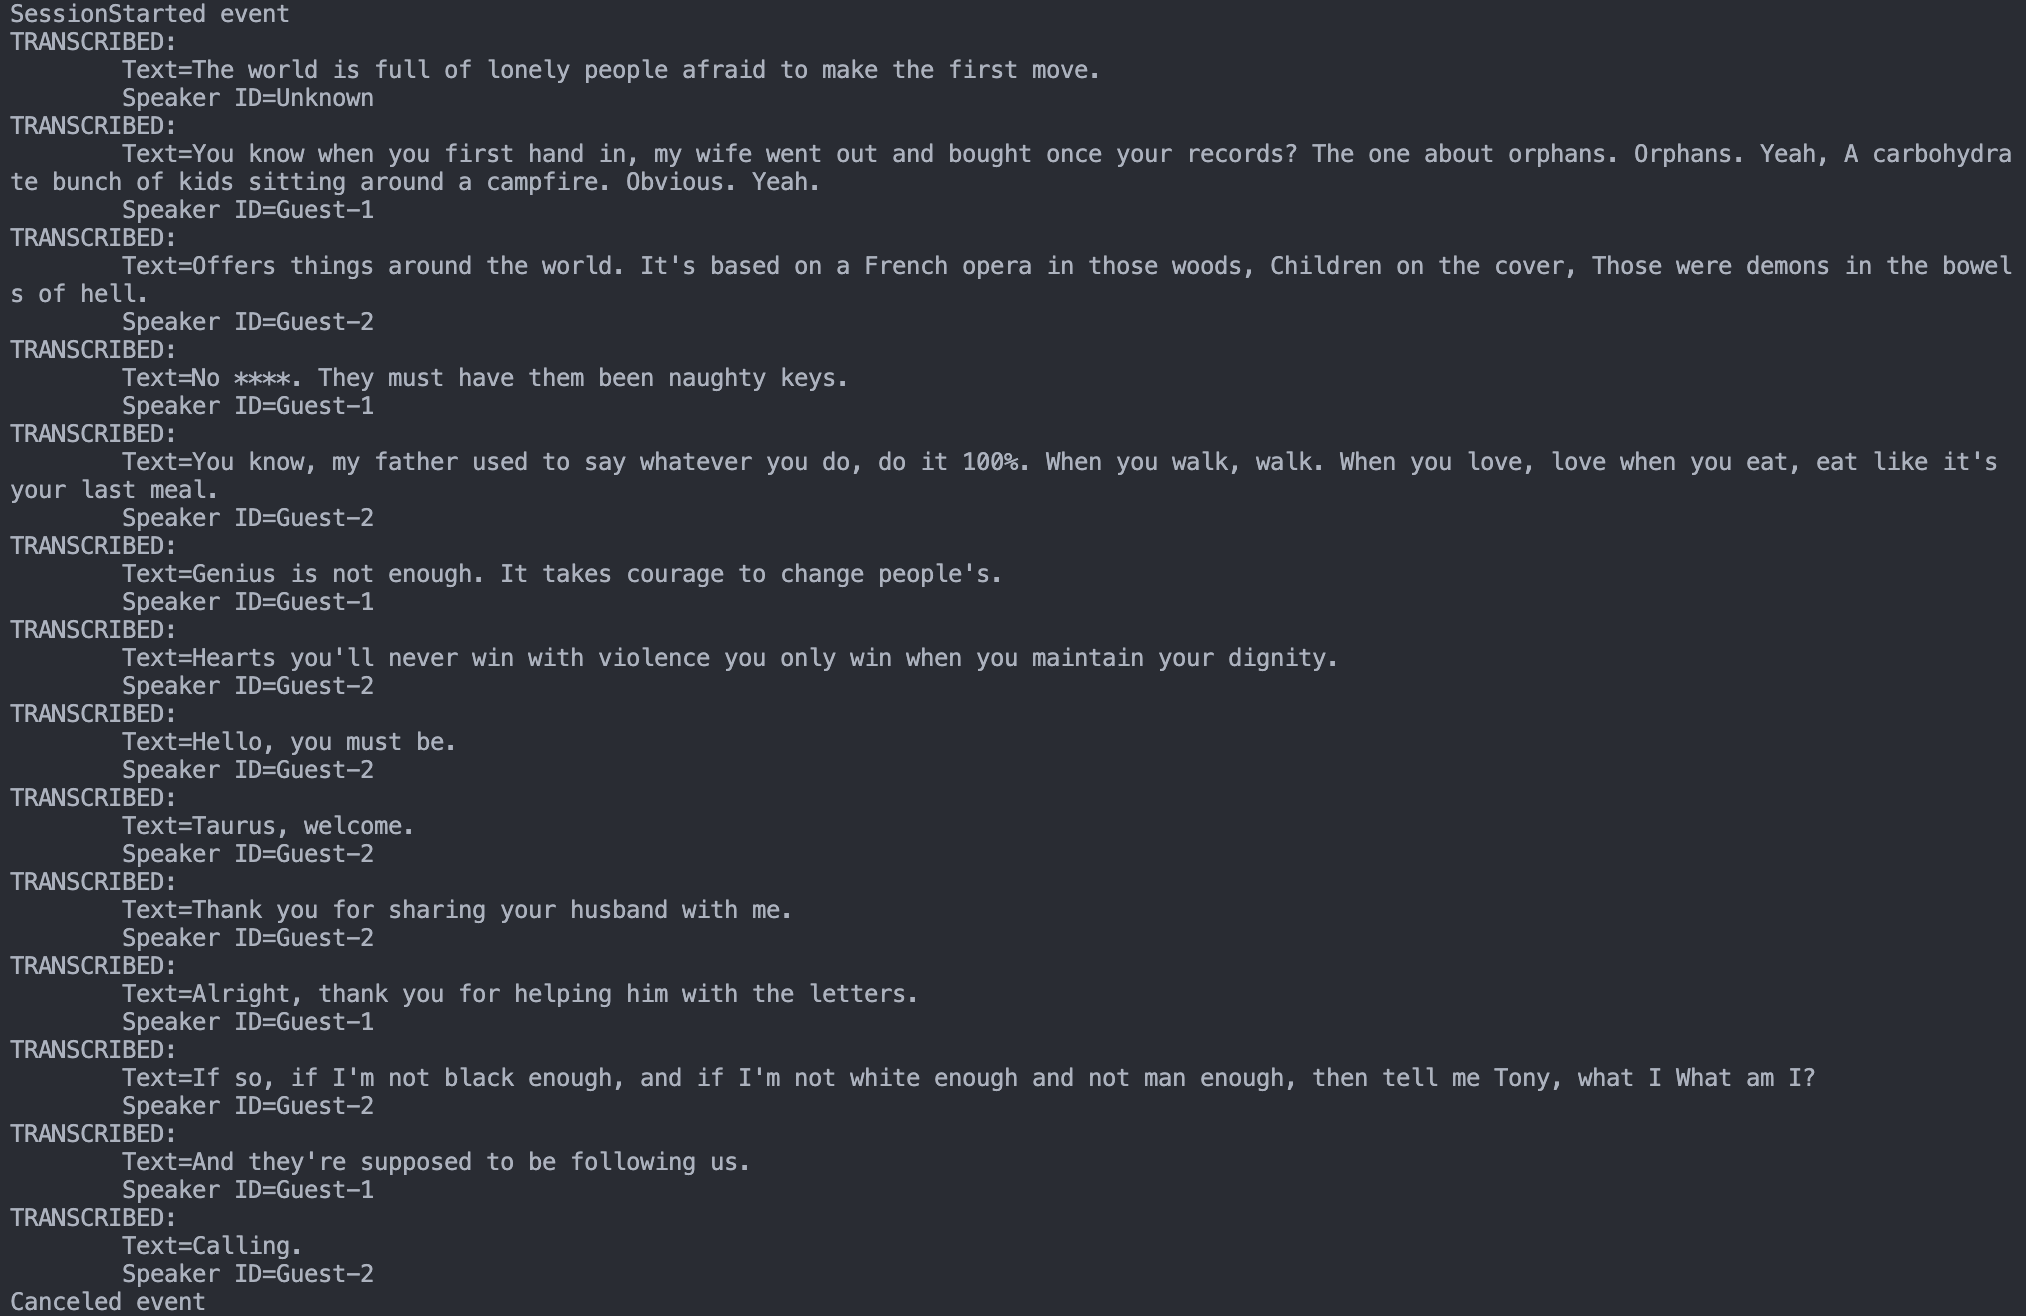 SessionStarted event
TRANSCRIBED:
Text=The world is full of lonely people afraid to make the first move.
Speaker ID=Unknown
TRANSCRIBED:
Text=You know when you first hand in, my wife went out and bought once your records? The one about orphans. Orphans. Yeah, A carbohydra
te bunch of kids sitting around a campfire. Obvious. Yeah.
Speaker ID=Guest-1
TRANSCRIBED:
Text=Offers things around the world. It's based on a French opera in those woods, Children on the cover, Those were demons in the bowel
s of hell.
Speaker ID=Guest-2
TRANSCRIBED:
Text=No ****. They must have them been naughty keys.
Speaker ID=Guest-1
TRANSCRIBED:
Text=You know, my father used to say whatever you do, do it 100%. When you walk, walk. When you love, love when you eat, eat like it's
your last meal.
Speaker ID=Guest-2
TRANSCRIBED:
Text=Genius is not enough. It takes courage to change people's.
Speaker ID=Guest-1
TRANSCRIBED:
Text=Hearts you'll never win with violence you only win when you maintain your dignity.
Speaker ID=Guest-2
TRANSCRIBED:
Text=Hello, you must be.
Speaker ID=Guest-2
TRANSCRIBED:
Text=Taurus, welcome.
Speaker ID=Guest-2
TRANSCRIBED:
Text=Thank you for sharing your husband with me.
Speaker ID=Guest-2
TRANSCRIBED:
Text=Alright, thank you for helping him with the letters.
Speaker ID=Guest-1
TRANSCRIBED:
Text=If so, if I'm not black enough, and if I'm not white enough and not man enough, then tell me Tony, what I What am I?
Speaker ID=Guest-2
TRANSCRIBED:
Text=And they're supposed to be following us.
Speaker ID=Guest-1
TRANSCRIBED:
Text=Calling.
Speaker ID=Guest-2
Canceled event